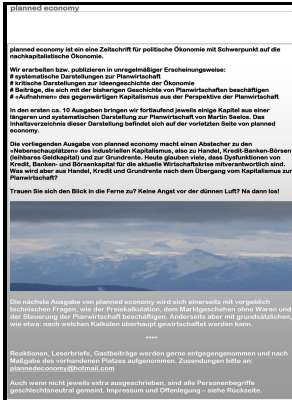 planned economy
planned economy ist ein eine Zeitschrift für politische Ökonomie mit Schwerpunkt auf die
nachkapitalistische Ökonomie.
Wir erarbeiten bzw. publizieren in unregelmäßiger Erscheinungsweise:
# systematische Darstellungen zur Planwirtschaft
# kritische Darstellungen zur Ideengeschichte der Ökonomie
# Beiträge, die sich mit der bisherigen Geschichte von Planwirtschaften beschäftigen
# «Aufnahmen» des gegenwärtigen Kapitalismus aus der Perspektive der Planwirtschaft
In den ersten ca. 10 Ausgaben bringen wir fortlaufend jeweils einige Kapitel aus einer
längeren und systematischen Darstellung zur Planwirtschaft von Martin Seelos. Das
Inhaltsverzeichnis dieser Darstellung befindet sich auf der vorletzten Seite von planned
economy.
Die vorliegenden Ausgabe von planned economy macht einen Abstecher zu den
«Nebenschauplätzen» des industriellen Kapitalismus, also zu Handel, Kredit-Banken-Börsen
(leihbares Geldkapital) und zur Grundrente. Heute glauben viele, dass Dysfunktionen von
Kredit, Banken- und Börsenkapital für die aktuelle Wirtschaftskrise mitverantwortlich sind.
Was wird aber aus Handel, Kredit und Grundrente nach dem Übergang vom Kapitalismus zur
Planwirtschaft?
Trauen Sie sich den Blick in die Ferne zu? Keine Angst vor der dünnen Luft? Na dann los!
Die nächste Ausgabe von planned economy wird sich einerseits mit vorgeblich
technischen Fragen, wie der Preiskalkulation, dem Marktgeschehen ohne Waren und
der Steuerung der Planwirtschaft beschäftigen. Anderseits aber mit grundsätzlichen,
wie etwa: nach welchen Kalkülen überhaupt gewirtschaftet werden kann.
****
Reaktionen, Leserbriefe, Gastbeiträge werden gerne entgegengenommen und nach
Maßgabe des vorhandenen Platzes aufgenommen. Zusendungen bitte an:
plannedeconomy@hotmail.com
Auch wenn nicht jeweils extra ausgeschrieben, sind alle Personenbegriffe
geschlechtsneutral gemeint. Impressum und Offenlegung – siehe Rückseite.